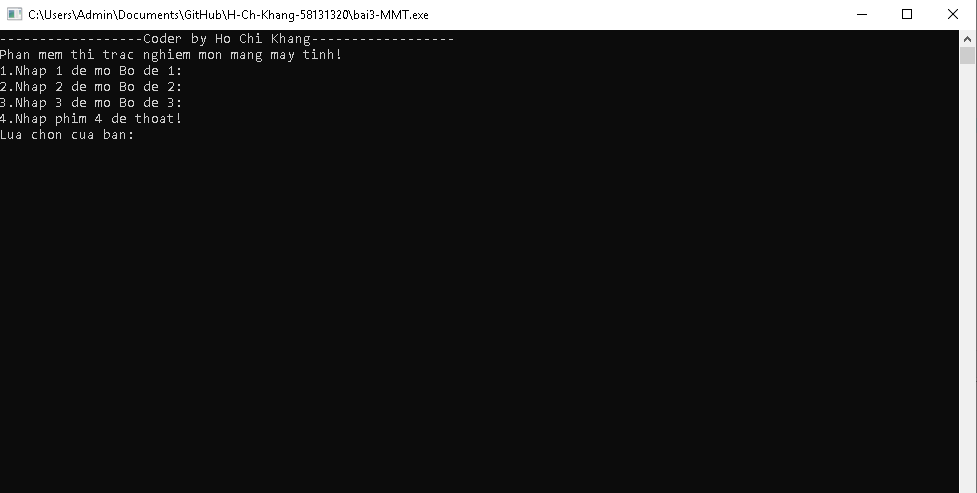 C:\Users\Admin\Documents\GitHub\H-Ch-Khang-58131320\bai3-MMT.exe
------------------Coder by Ho Chi Khang------------------
Phan mem thi trac nghiem mon mang may tinh!
1.Nhap 1 de mo Bo de 1:
2.Nhap 2 de mo Bo de 2:
3.Nhap 3 de mo Bo de 3:
4.Nhap phim 4 de thoat!
Lua chon cua ban: